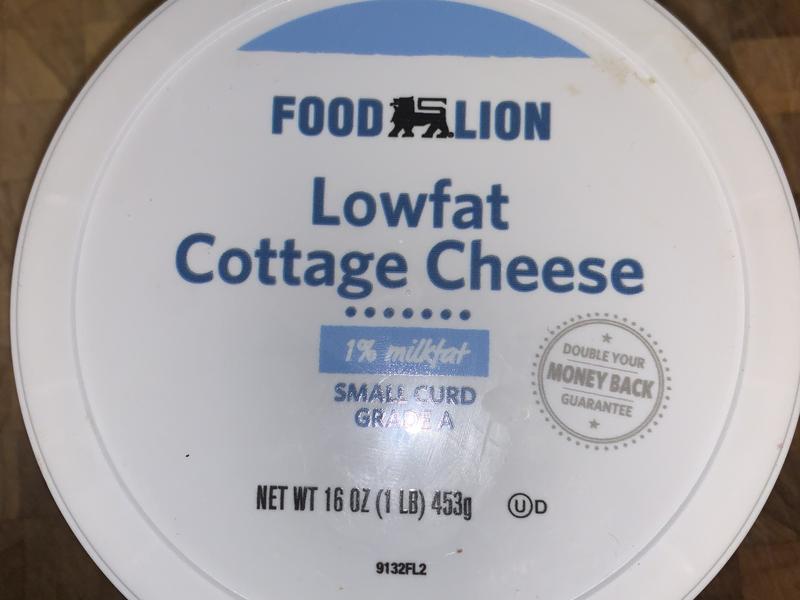 FOOD LION
Lowfat
Cottage Cheese
1% milkfat
SMALL CURD
GRADE A
DOUBLE YOUR
MONEY BACK
GUARANTEE
NET WT 16 OZ (1 LB) 453g
U D
9132FL2